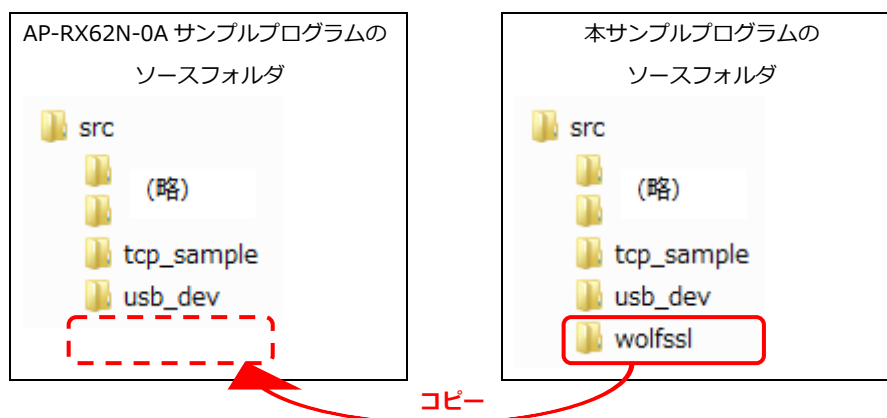 AP-RX62N-0A サンプルプログラムの
ソースフォルダ
src
（略）
tcp_sample
usb_dev
本サンプルプログラムの
ソースフォルダ
src
（略）
tcp_sample
usb_dev
wolfssl
コピー